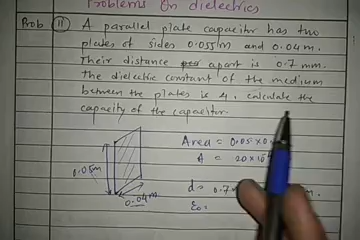 Problems On dielectrics
Prob 11 A parallel plate capacitor has two
plates of sides 0.055m and 0.04 m.
Their distance apart is 0.7 mm.
The dielectric constant of the medium
between the plates is 4, calculate the
capacity of the capacitor.
Area = 0.05×0
A = 20×10
0.05m
d = 0.7 m.
0.04m
ε₀ =